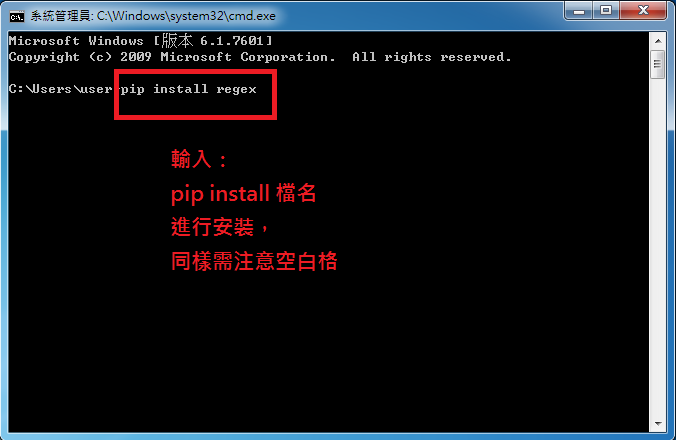 系統管理員: C:\Windows\system32\cmd.exe
Microsoft Windows [版本 6.1.7601]
Copyright (c) 2009 Microsoft Corporation.  All rights reserved.
C:\Users\user pip install regex
輸入：
pip install 檔名
進行安裝，
同樣需注意空白格